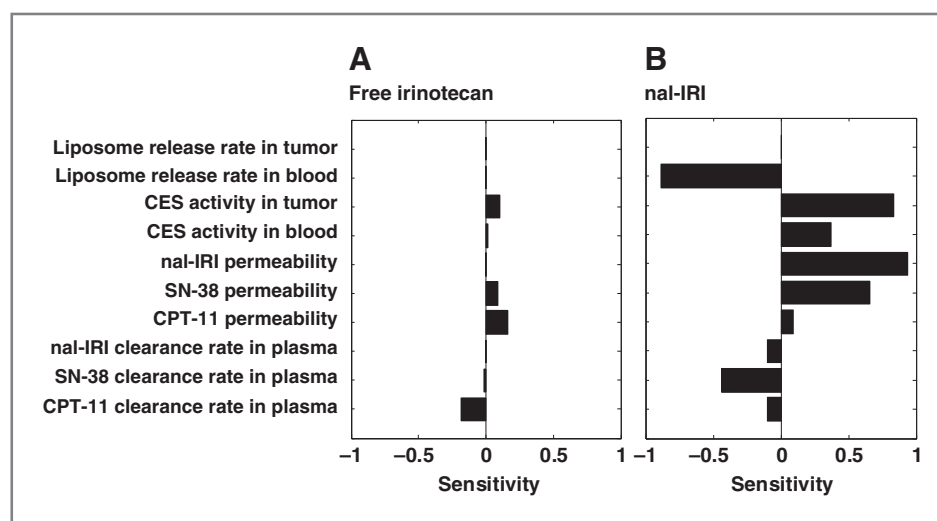 A
Free irinotecan
B
nal-IRI
Liposome release rate in tumor
Liposome release rate in blood
CES activity in tumor
CES activity in blood
nal-IRI permeability
SN-38 permeability
CPT-11 permeability
nal-IRI clearance rate in plasma
SN-38 clearance rate in plasma
CPT-11 clearance rate in plasma
−1 −0.5 0 0.5 1
Sensitivity
−1 −0.5 0 0.5 1
Sensitivity